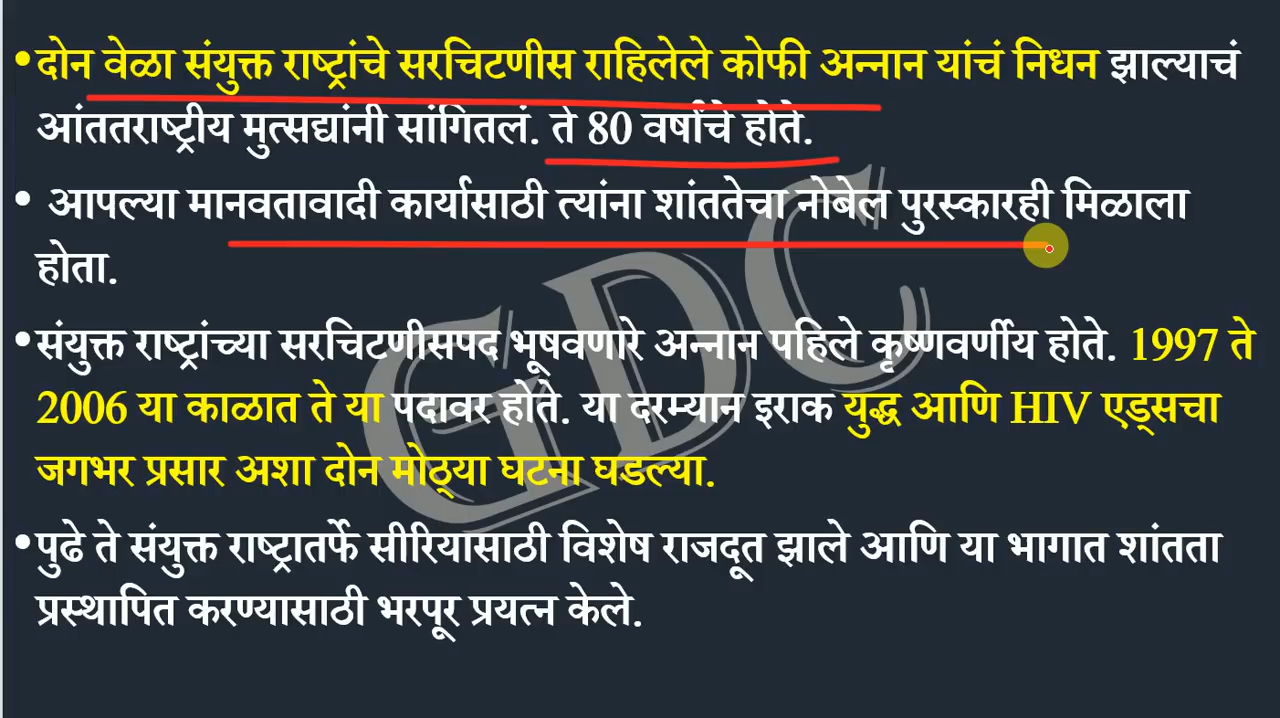 • दोन वेळा संयुक्त राष्ट्रांचे सरचिटणीस राहिलेले कोफी अन्नान यांचं निधन झाल्याचं
आंततराष्ट्रीय मुत्सद्यांनी सांगितलं. ते 80 वर्षांचे होते.
• आपल्या मानवतावादी कार्यासाठी त्यांना शांततेचा नोबेल पुरस्कारही मिळाला
होता.
• संयुक्त राष्ट्रांच्या सरचिटणीसपद भूषवणारे अन्नान पहिले कृष्णवर्णीय होते. 1997 ते
2006 या काळात ते या पदावर होते. या दरम्यान इराक युद्ध आणि HIV एड्सचा
जगभर प्रसार अशा दोन मोठ्या घटना घडल्या.
• पुढे ते संयुक्त राष्ट्रातर्फे सीरियासाठी विशेष राजदूत झाले आणि या भागात शांतता
प्रस्थापित करण्यासाठी भरपूर प्रयत्न केले.
GDC